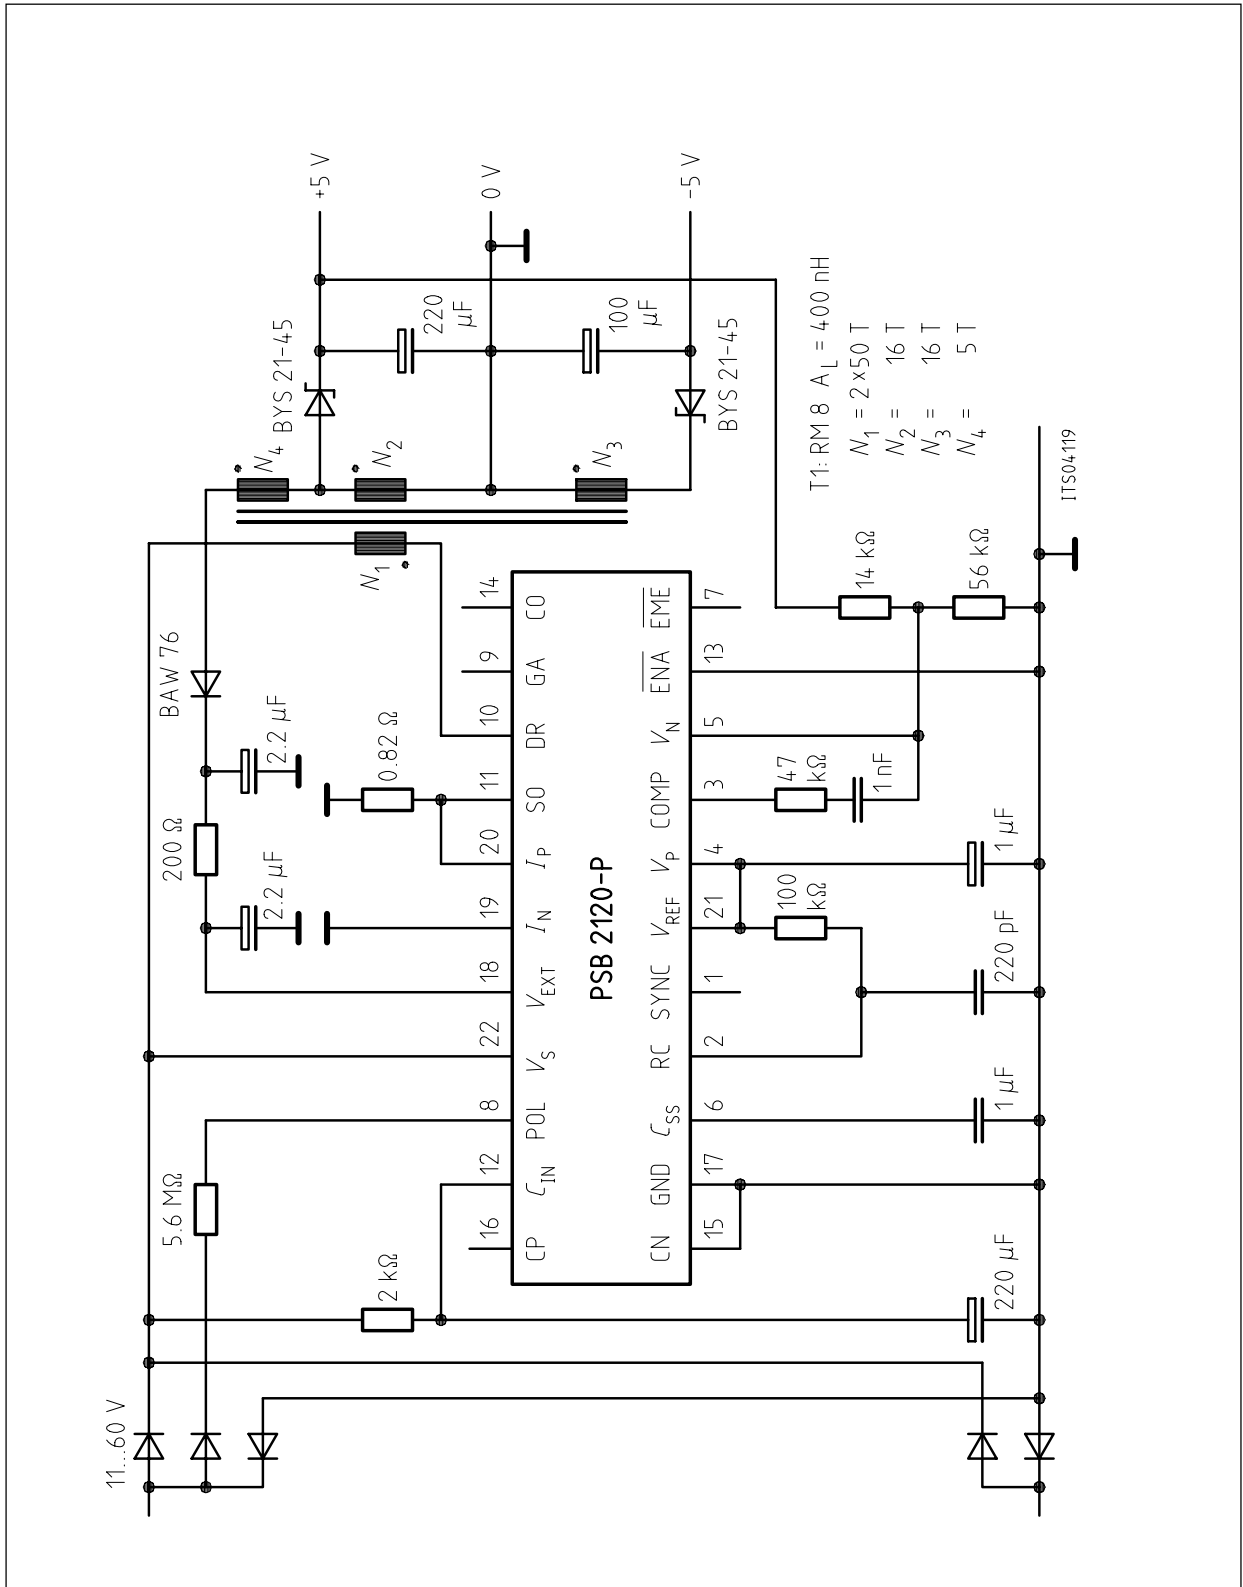 11...60 V
5.6 MΩ
2 kΩ
200 Ω
2.2 µF
2.2 µF
BAW 76
0.82 Ω
N1
N4
BYS 21-45
N2
N3
BYS 21-45
+5 V
220 µF
0 V
100 µF
-5 V
16
12
8
22
18
19
20
11
10
9
14
CP
CIN
POL
VS
VEXT
IN
IP
SO
DR
GA
CO
PSB 2120-P
CN
GND
CSS
RC
SYNC
VREF
VP
COMP
VN
ENA
EME
15
17
6
2
1
21
4
3
5
13
7
100 kΩ
47 kΩ
1 nF
14 kΩ
56 kΩ
220 µF
1 µF
220 pF
1 µF
T1: RM 8 AL = 400 nH
N1 = 2×50 T
N2 = 16 T
N3 = 16 T
N4 = 5 T
ITS04119